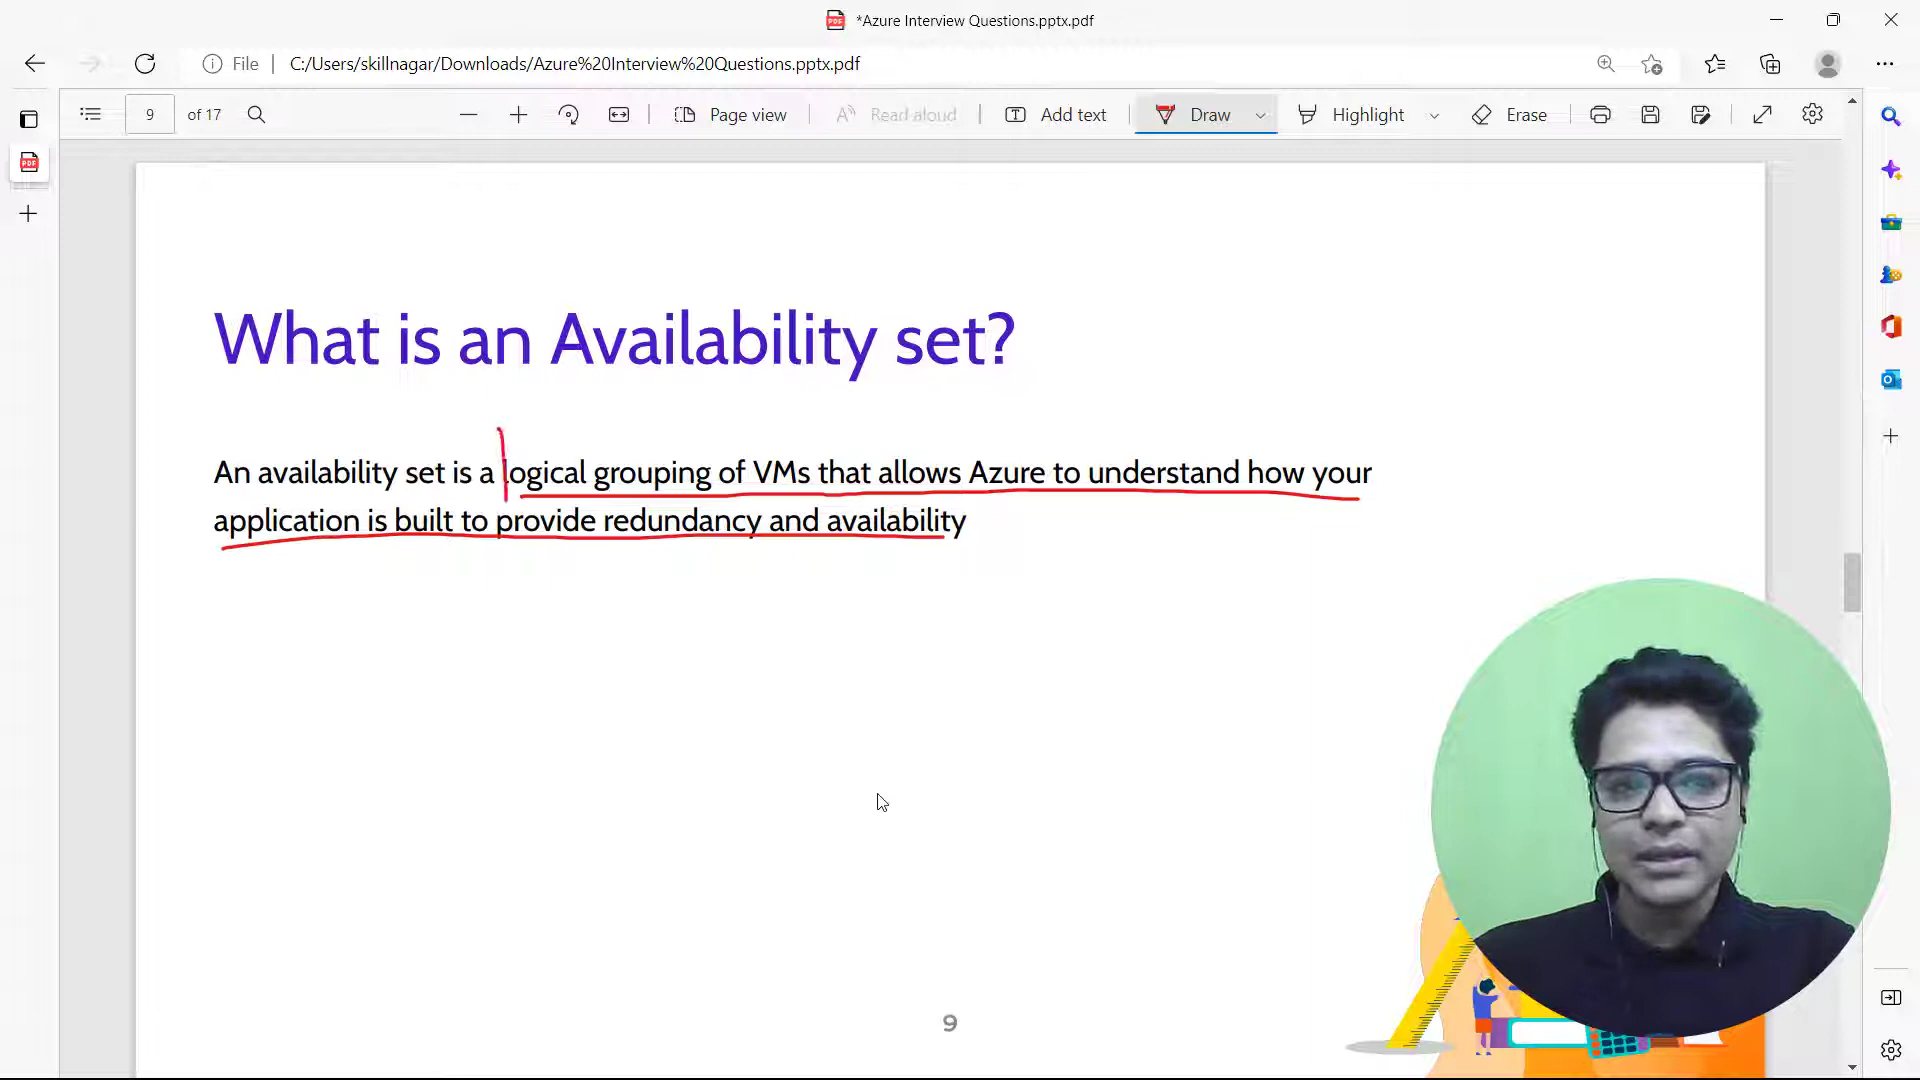 *Azure Interview Questions.pptx.pdf
File
C:/Users/skillnagar/Downloads/Azure%20Interview%20Questions.pptx.pdf
9 of 17
Page view
Read aloud
Add text
Draw
Highlight
Erase
What is an Availability set?
An availability set is a logical grouping of VMs that allows Azure to understand how your
application is built to provide redundancy and availability
9